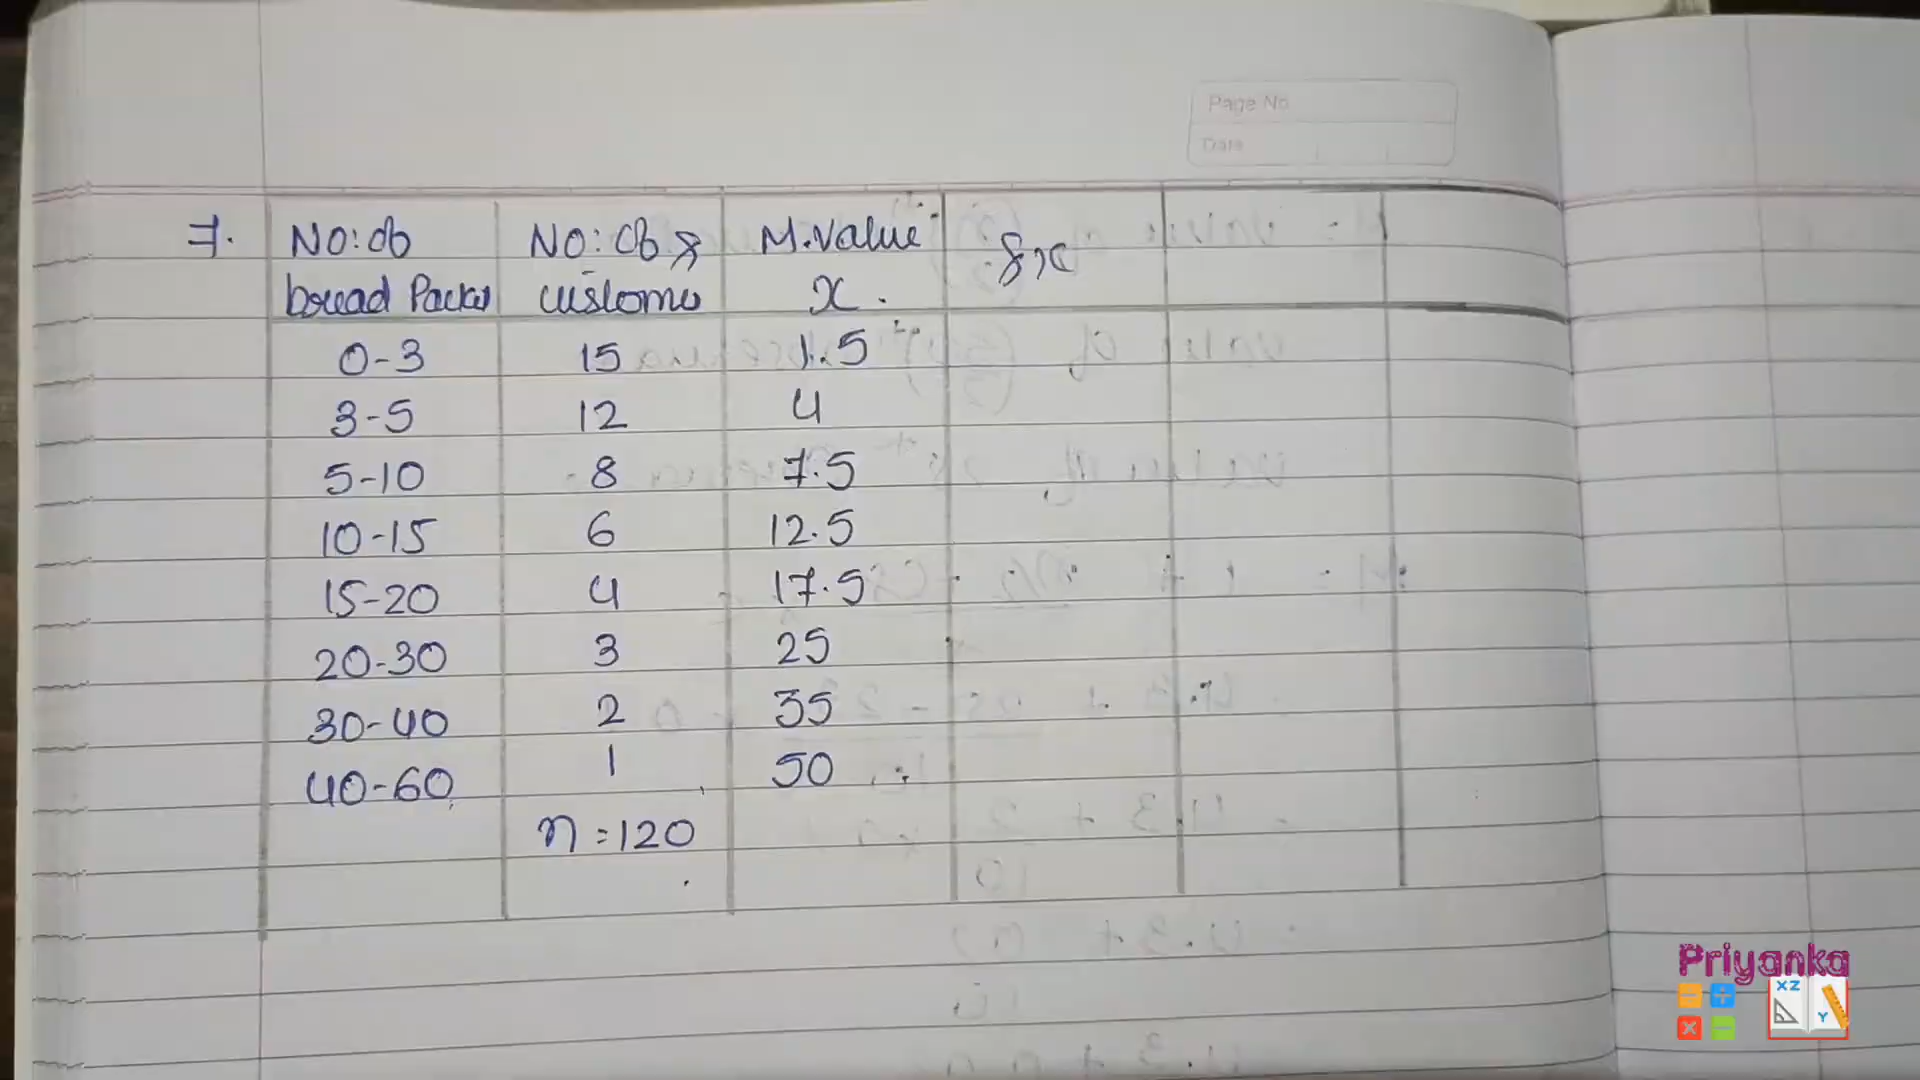 Page No
Date
7. No: of bread Packs No: of customs f M.Value x fx
0-3 15 1.5
3-5 12 4
5-10 8 7.5
10-15 6 12.5
15-20 4 17.5
20-30 3 25
30-40 2 35
40-60 1 50
n = 120
Priyanka
XZ
Y